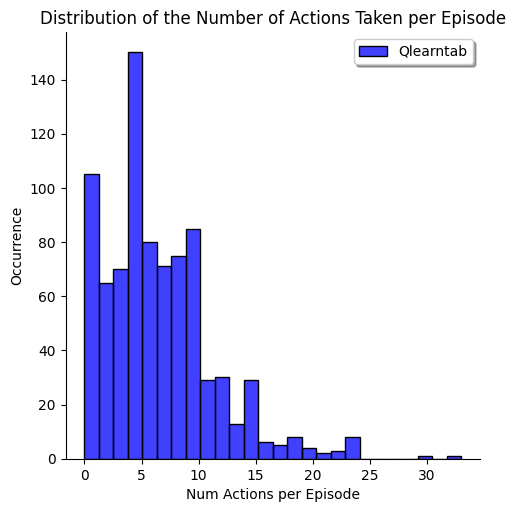 Distribution of the Number of Actions Taken per Episode
Qlearntab
140
120
100
80
60
40
20
0
Occurrence
0 5 10 15 20 25 30
Num Actions per Episode